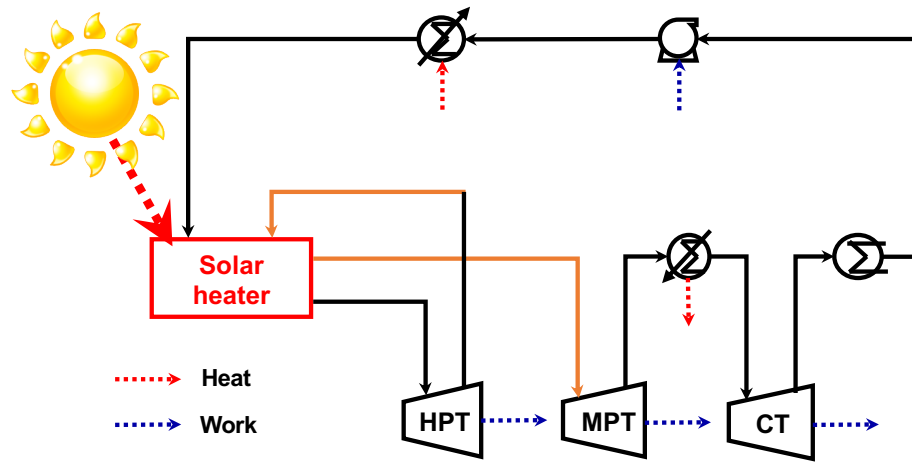 Solar
heater
Heat
Work
HPT
MPT
CT